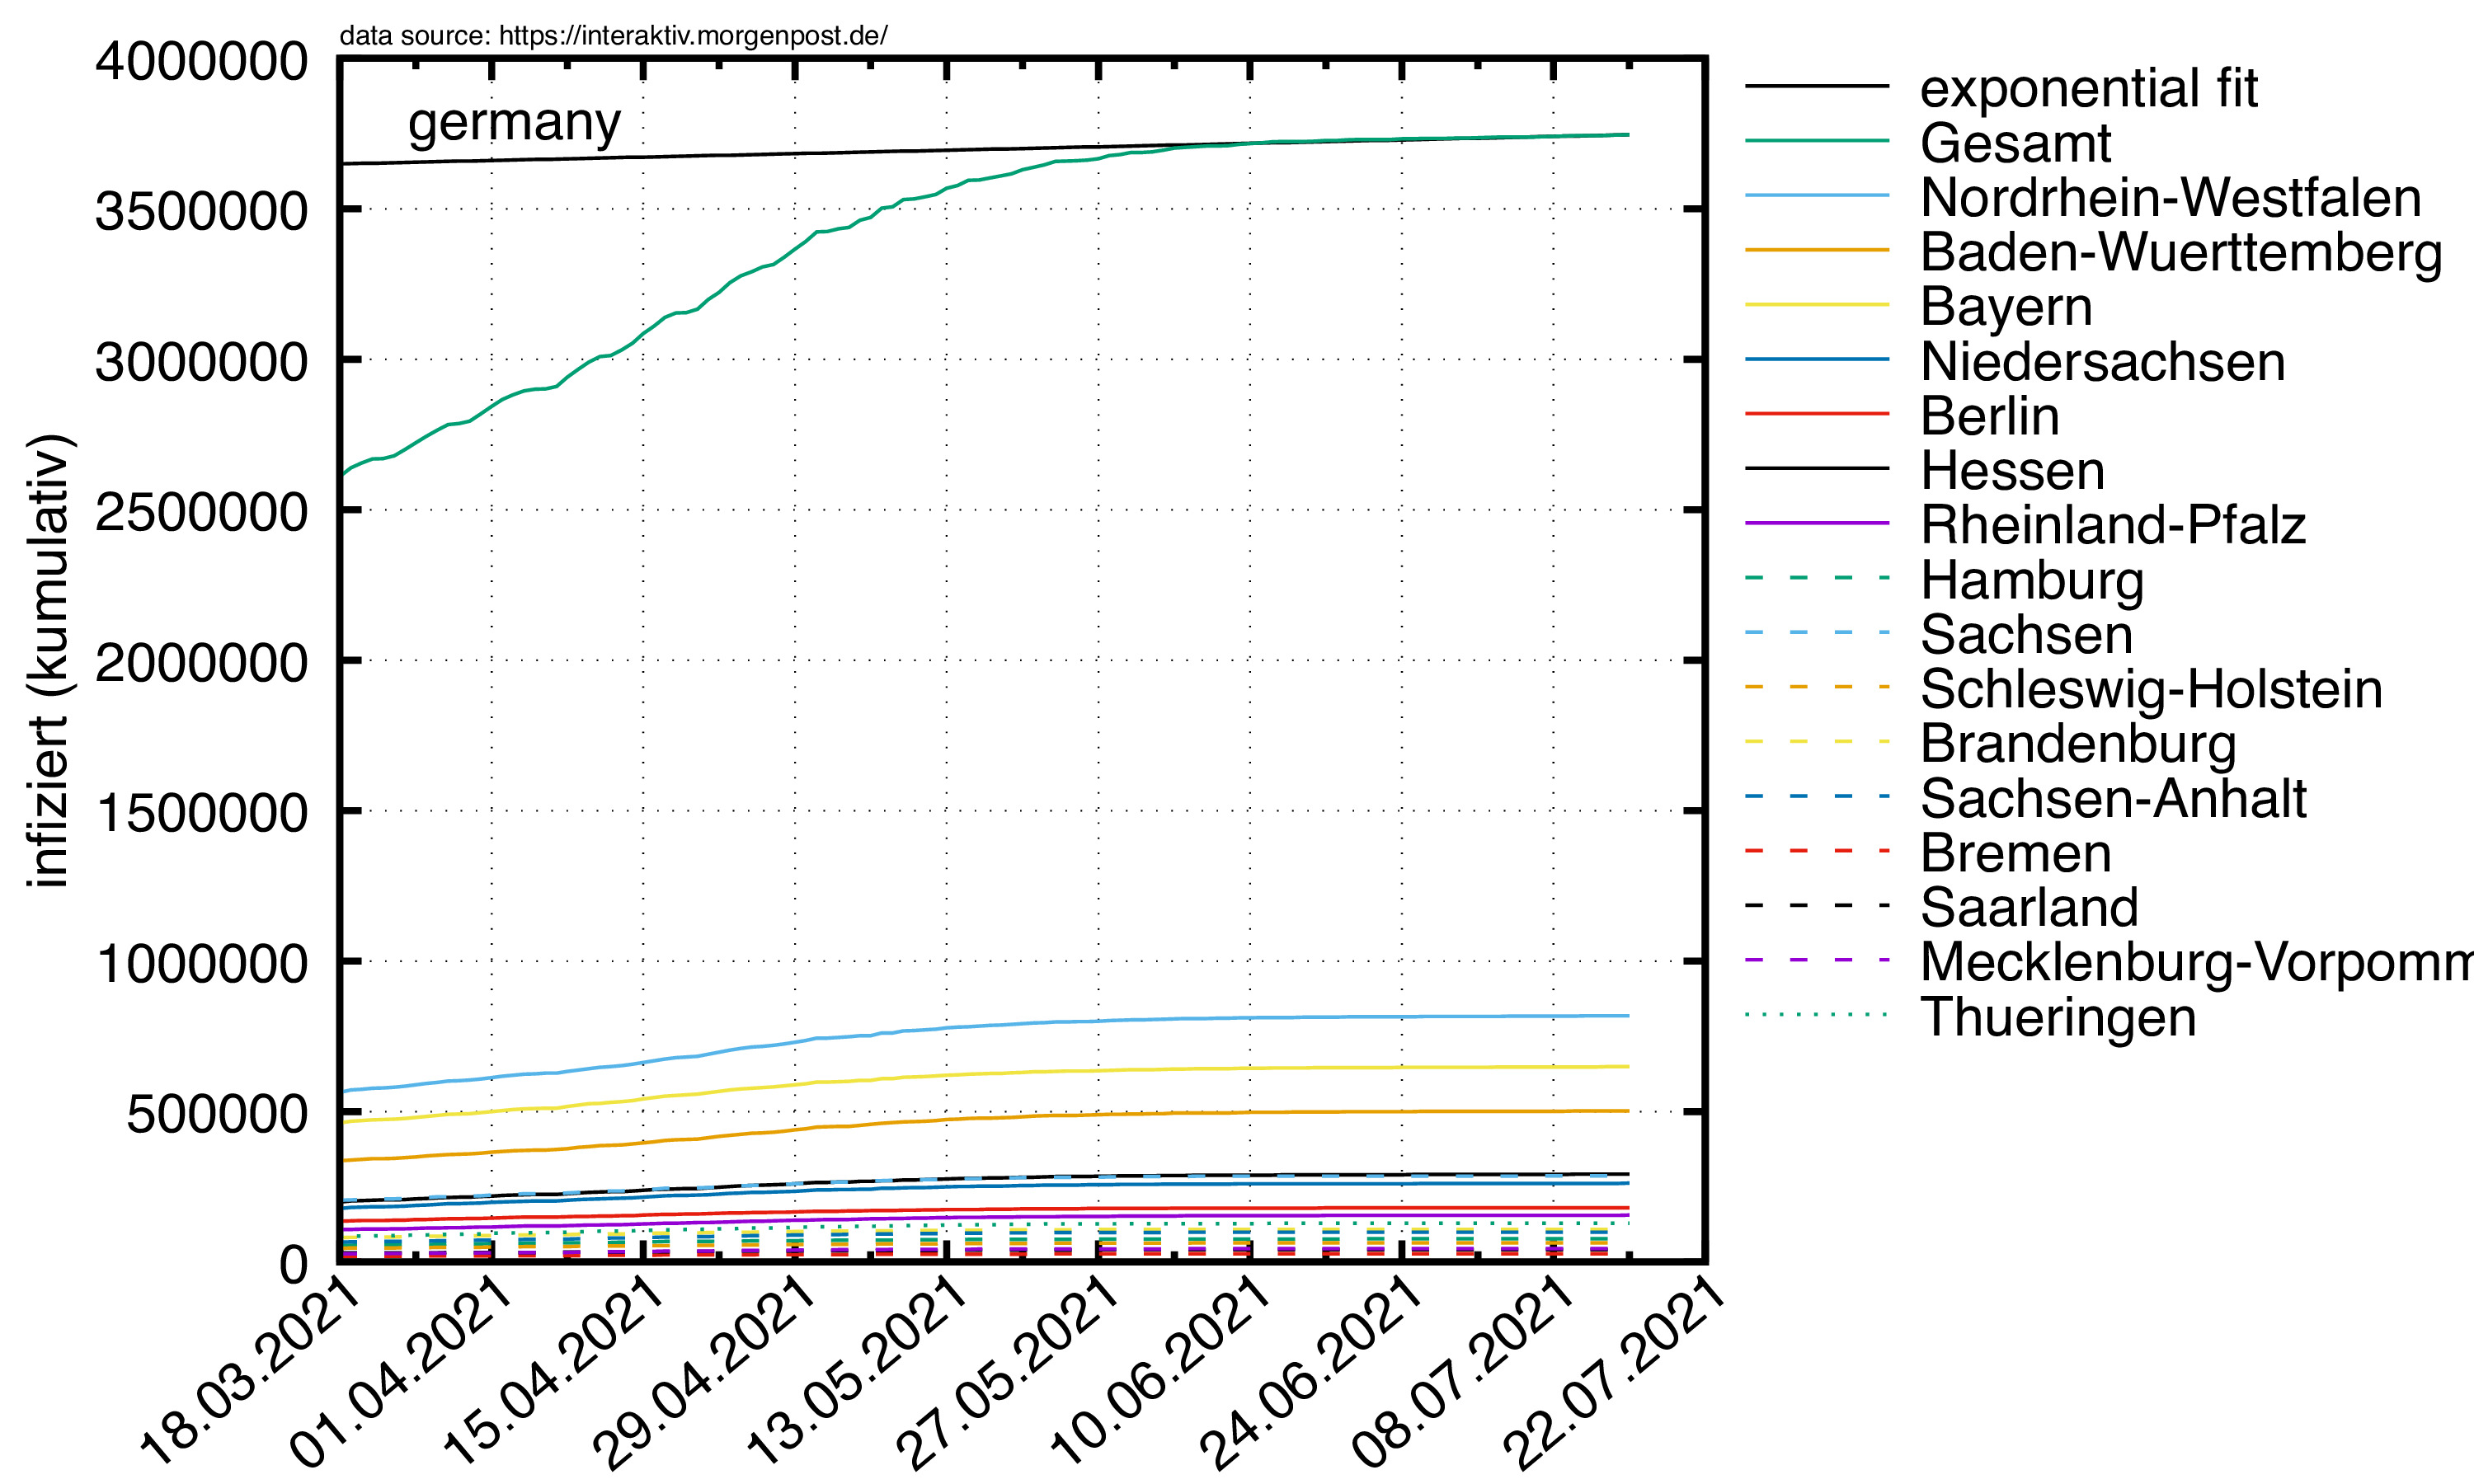 data source: https://interaktiv.morgenpost.de/
4000000
3500000
3000000
2500000
2000000
1500000
1000000
500000
0
infiziert (kumulativ)
germany
18.03.2021
01.04.2021
15.04.2021
29.04.2021
13.05.2021
27.05.2021
10.06.2021
24.06.2021
08.07.2021
22.07.2021
exponential fit
Gesamt
Nordrhein-Westfalen
Baden-Wuerttemberg
Bayern
Niedersachsen
Berlin
Hessen
Rheinland-Pfalz
Hamburg
Sachsen
Schleswig-Holstein
Brandenburg
Sachsen-Anhalt
Bremen
Saarland
Mecklenburg-Vorpomm
Thueringen